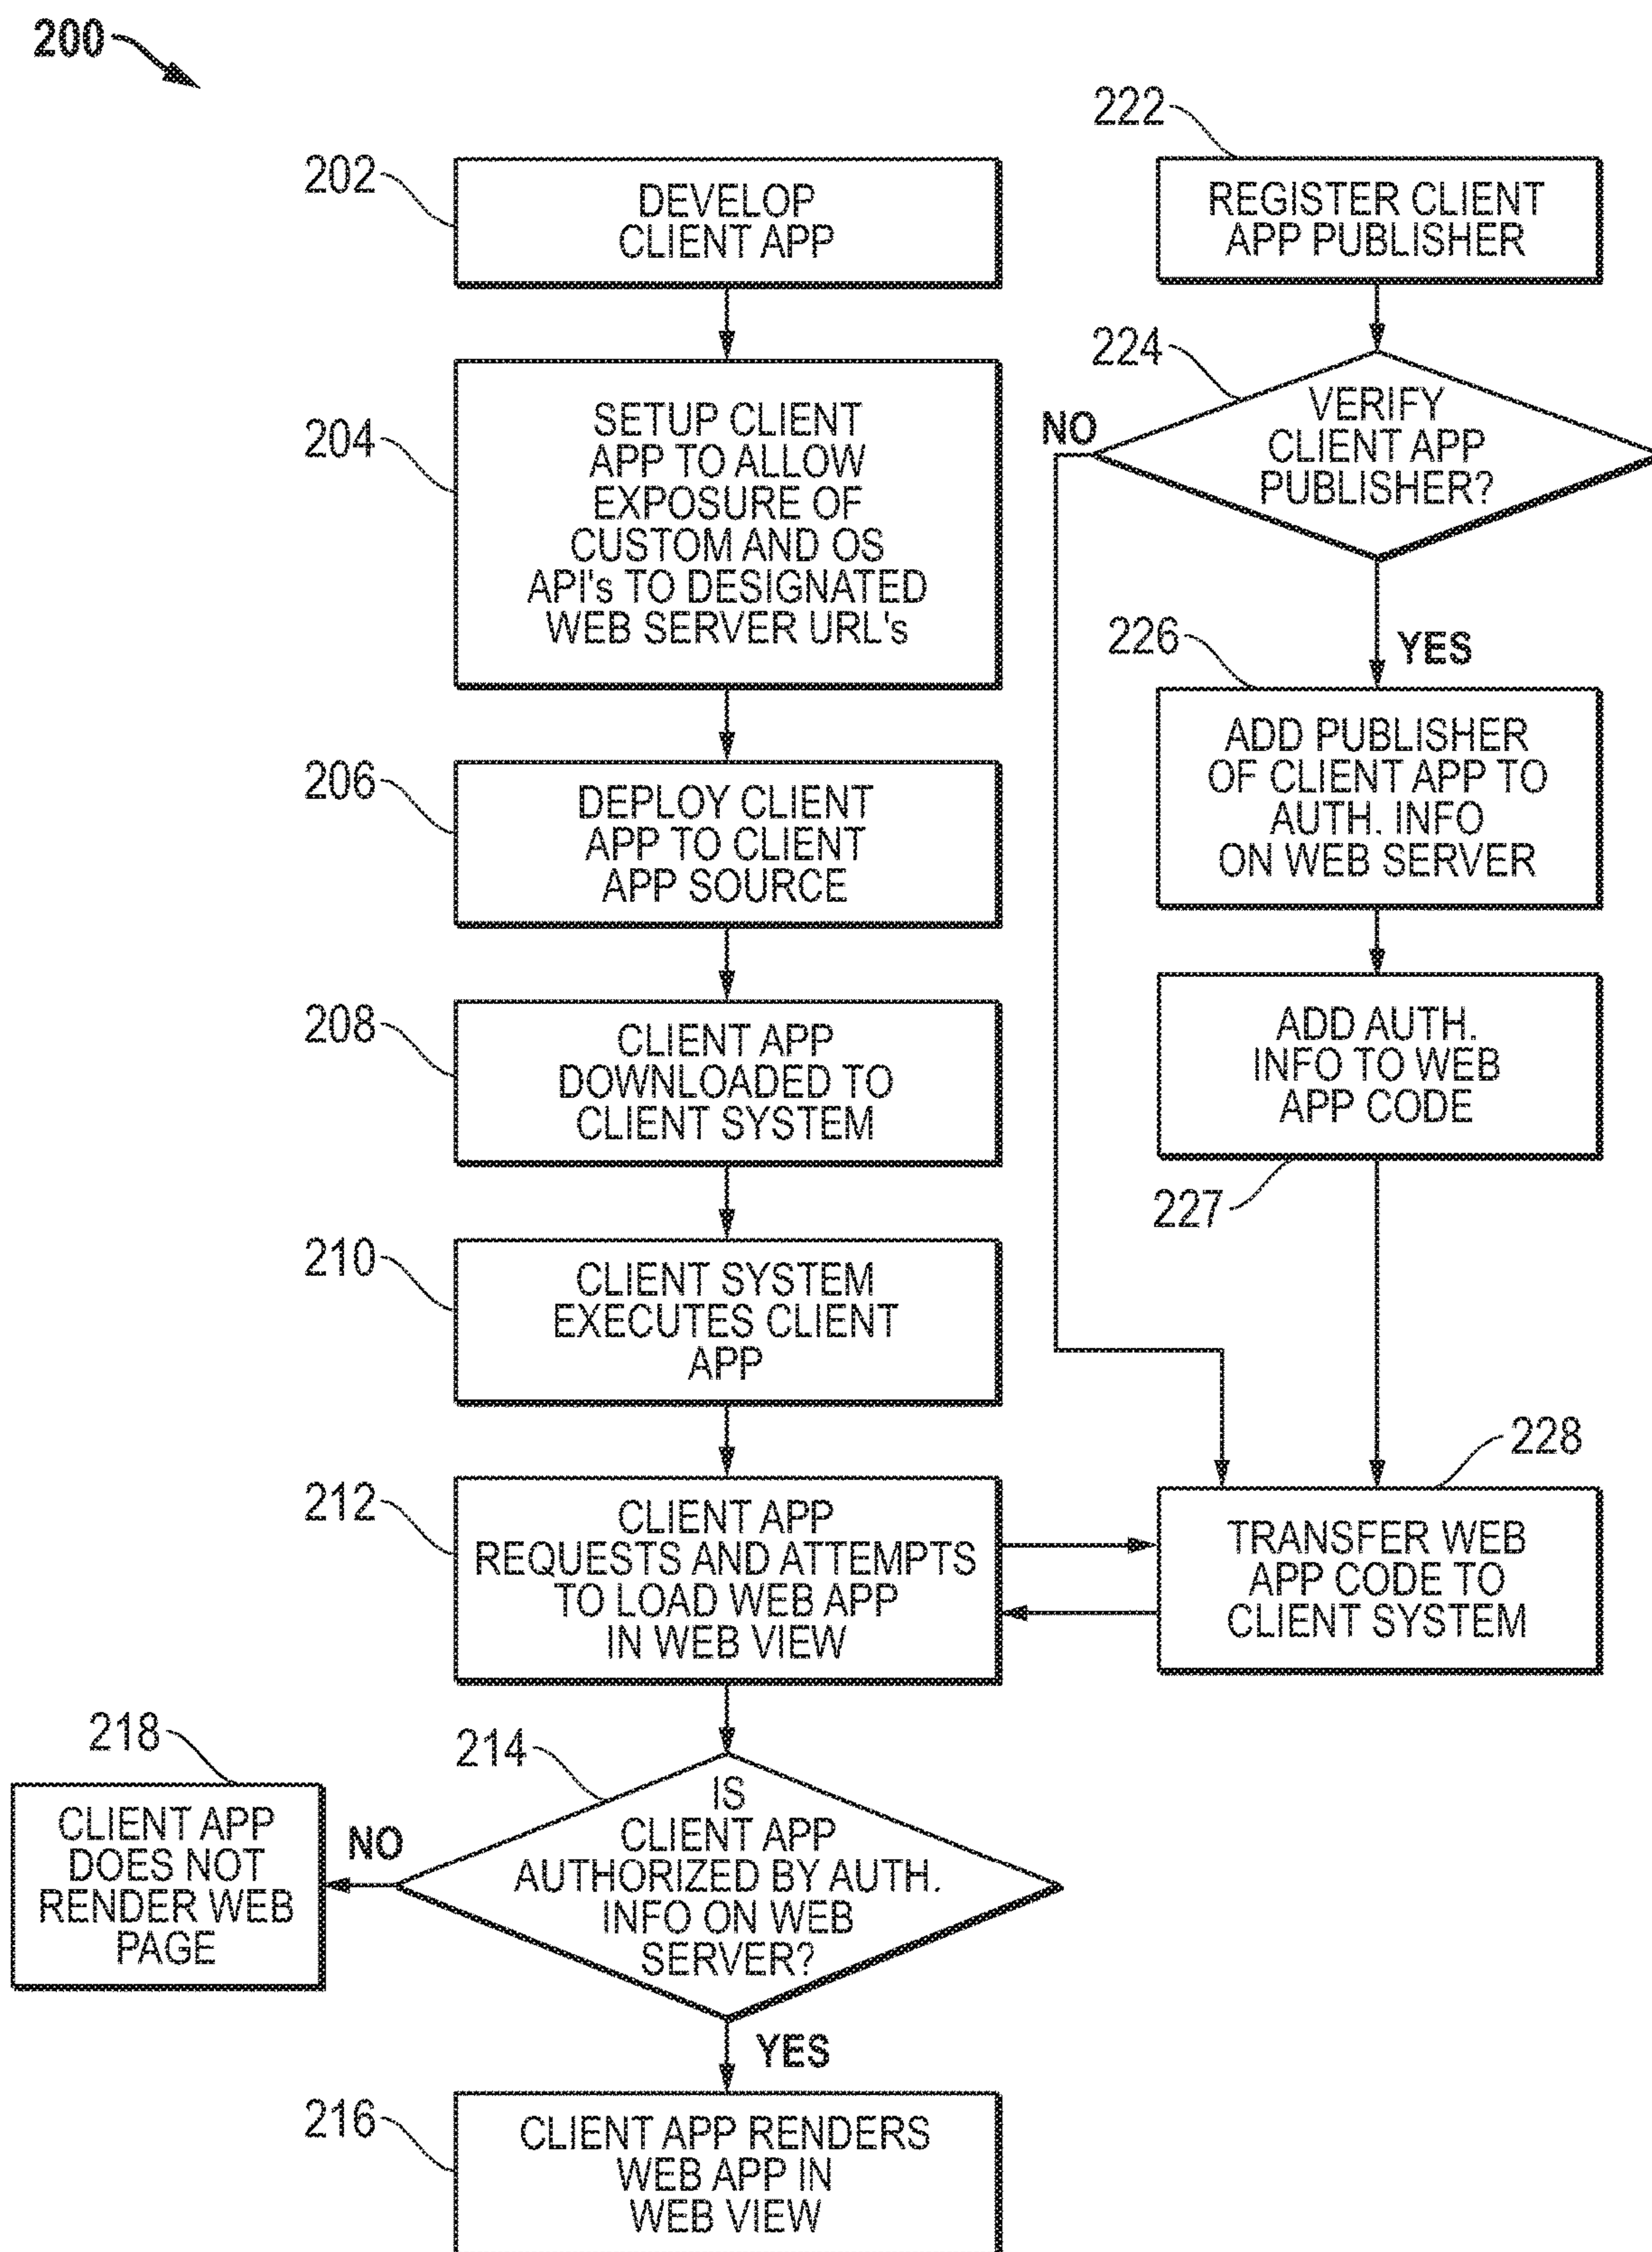 200
202
DEVELOP
CLIENT APP
204
SETUP CLIENT
APP TO ALLOW
EXPOSURE OF
CUSTOM AND OS
API's TO DESIGNATED
WEB SERVER URL's
206
DEPLOY CLIENT
APP TO CLIENT
APP SOURCE
208
CLIENT APP
DOWNLOADED TO
CLIENT SYSTEM
210
CLIENT SYSTEM
EXECUTES CLIENT
APP
212
CLIENT APP
REQUESTS AND ATTEMPTS
TO LOAD WEB APP
IN WEB VIEW
214
IS
CLIENT APP
AUTHORIZED BY AUTH.
INFO ON WEB
SERVER?
NO
218
CLIENT APP
DOES NOT
RENDER WEB
PAGE
YES
216
CLIENT APP RENDERS
WEB APP IN
WEB VIEW
222
REGISTER CLIENT
APP PUBLISHER
224
VERIFY
CLIENT APP
PUBLISHER?
NO
YES
226
ADD PUBLISHER
OF CLIENT APP TO
AUTH. INFO
ON WEB SERVER
ADD AUTH.
INFO TO WEB
APP CODE
227
228
TRANSFER WEB
APP CODE TO
CLIENT SYSTEM